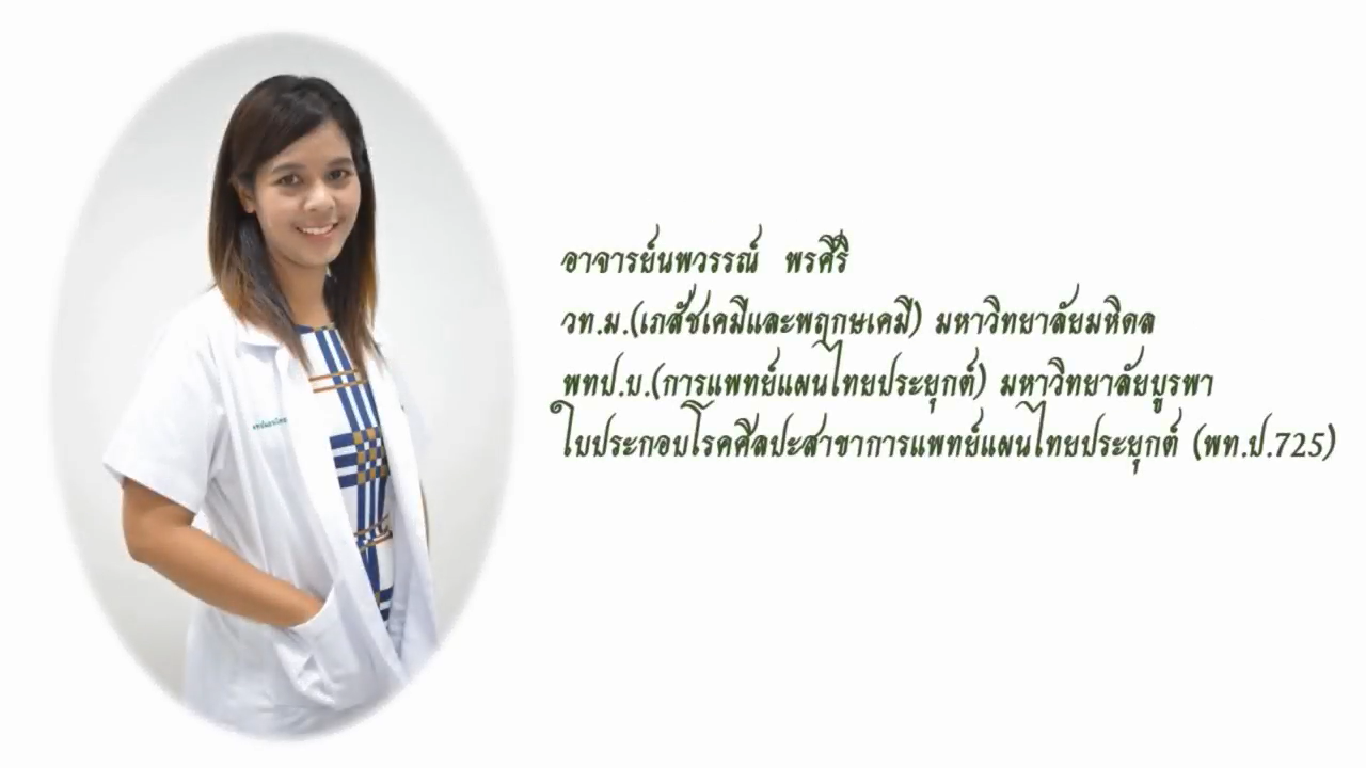 อาจารย์นพวรรณ์ พรศิริ
วท.ม.(เภสัชเคมีและพฤกษเคมี) มหาวิทยาลัยมหิดล
พทป.บ.(การแพทย์แผนไทยประยุกต์) มหาวิทยาลัยบูรพา
ใบประกอบโรคศิลปะสาขาการแพทย์แผนไทยประยุกต์ (พท.ป.725)